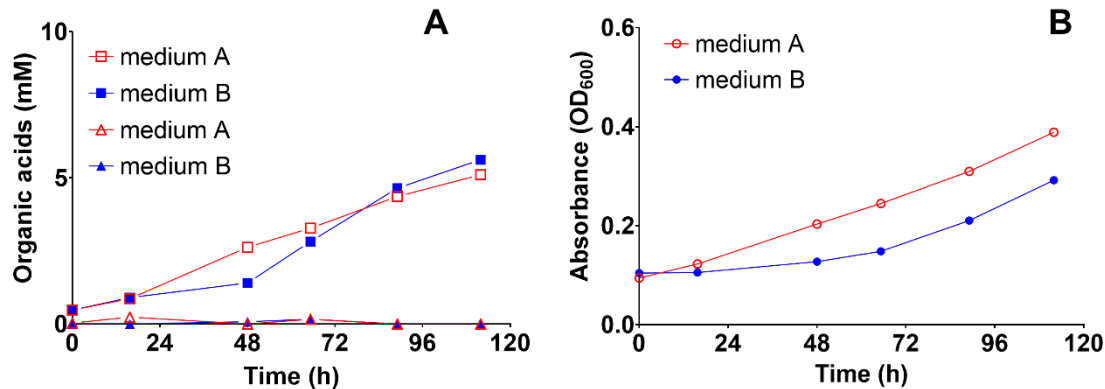 A
10
5
0
Organic acids (mM)
medium A
medium B
medium A
medium B
0 24 48 72 96 120
Time (h)
B
0.6
0.4
0.2
0.0
Absorbance (OD₆₀₀)
medium A
medium B
0 24 48 72 96 120
Time (h)